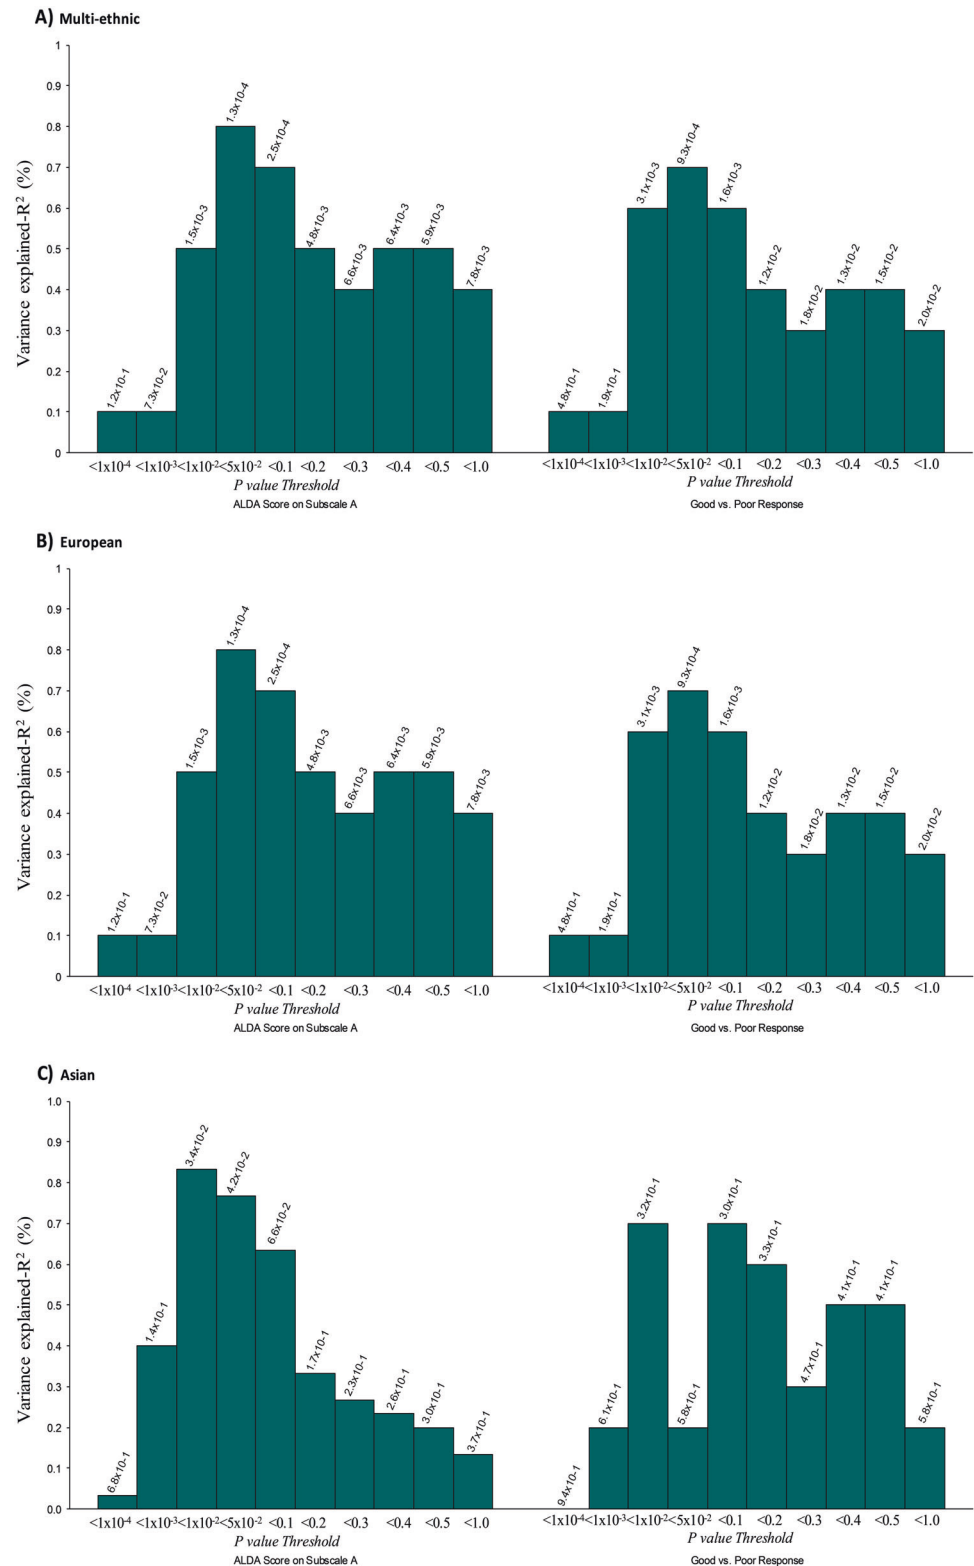 A) Multi-ethnic
Variance explained-R² (%)
1
0.9
0.8
0.7
0.6
0.5
0.4
0.3
0.2
0.1
0
1.2x10-1
7.3x10-2
1.5x10-3
1.3x10-4
2.5x10-4
4.8x10-3
6.6x10-3
6.4x10-3
5.9x10-3
7.8x10-3
4.8x10-1
1.9x10-1
3.1x10-3
9.3x10-4
1.6x10-3
1.2x10-2
1.8x10-2
1.3x10-2
1.5x10-2
2.0x10-2
<1x10⁻⁴ <1x10⁻³ <1x10⁻² <5x10⁻² <0.1 <0.2 <0.3 <0.4 <0.5 <1.0 <1x10⁻⁴ <1x10⁻³ <1x10⁻² <5x10⁻² <0.1 <0.2 <0.3 <0.4 <0.5 <1.0
P value Threshold P value Threshold
ALDA Score on Subscale A Good vs. Poor Response
B) European
Variance explained-R² (%)
1
0.9
0.8
0.7
0.6
0.5
0.4
0.3
0.2
0.1
0
1.2x10-1
7.3x10-2
1.5x10-3
1.3x10-4
2.5x10-4
4.8x10-3
6.6x10-3
6.4x10-3
5.9x10-3
7.8x10-3
4.8x10-1
1.9x10-1
3.1x10-3
9.3x10-4
1.6x10-3
1.2x10-2
1.8x10-2
1.3x10-2
1.5x10-2
2.0x10-2
<1x10⁻⁴ <1x10⁻³ <1x10⁻² <5x10⁻² <0.1 <0.2 <0.3 <0.4 <0.5 <1.0 <1x10⁻⁴ <1x10⁻³ <1x10⁻² <5x10⁻² <0.1 <0.2 <0.3 <0.4 <0.5 <1.0
P value Threshold P value Threshold
ALDA Score on Subscale A Good vs. Poor Response
C) Asian
Variance explained-R² (%)
1.0
0.9
0.8
0.7
0.6
0.5
0.4
0.3
0.2
0.1
0.0
6.8x10-1
1.4x10-1
3.4x10-2
4.2x10-2
6.6x10-2
1.7x10-1
2.3x10-1
2.6x10-1
3.0x10-1
3.7x10-1
9.4x10-1
6.1x10-1
3.2x10-1
5.8x10-1
3.0x10-1
3.3x10-1
4.7x10-1
4.1x10-1
4.1x10-1
5.8x10-1
<1x10⁻⁴ <1x10⁻³ <1x10⁻² <5x10⁻² <0.1 <0.2 <0.3 <0.4 <0.5 <1.0 <1x10⁻⁴ <1x10⁻³ <1x10⁻² <5x10⁻² <0.1 <0.2 <0.3 <0.4 <0.5 <1.0
P value Threshold P value Threshold
ALDA Score on Subscale A Good vs. Poor Response